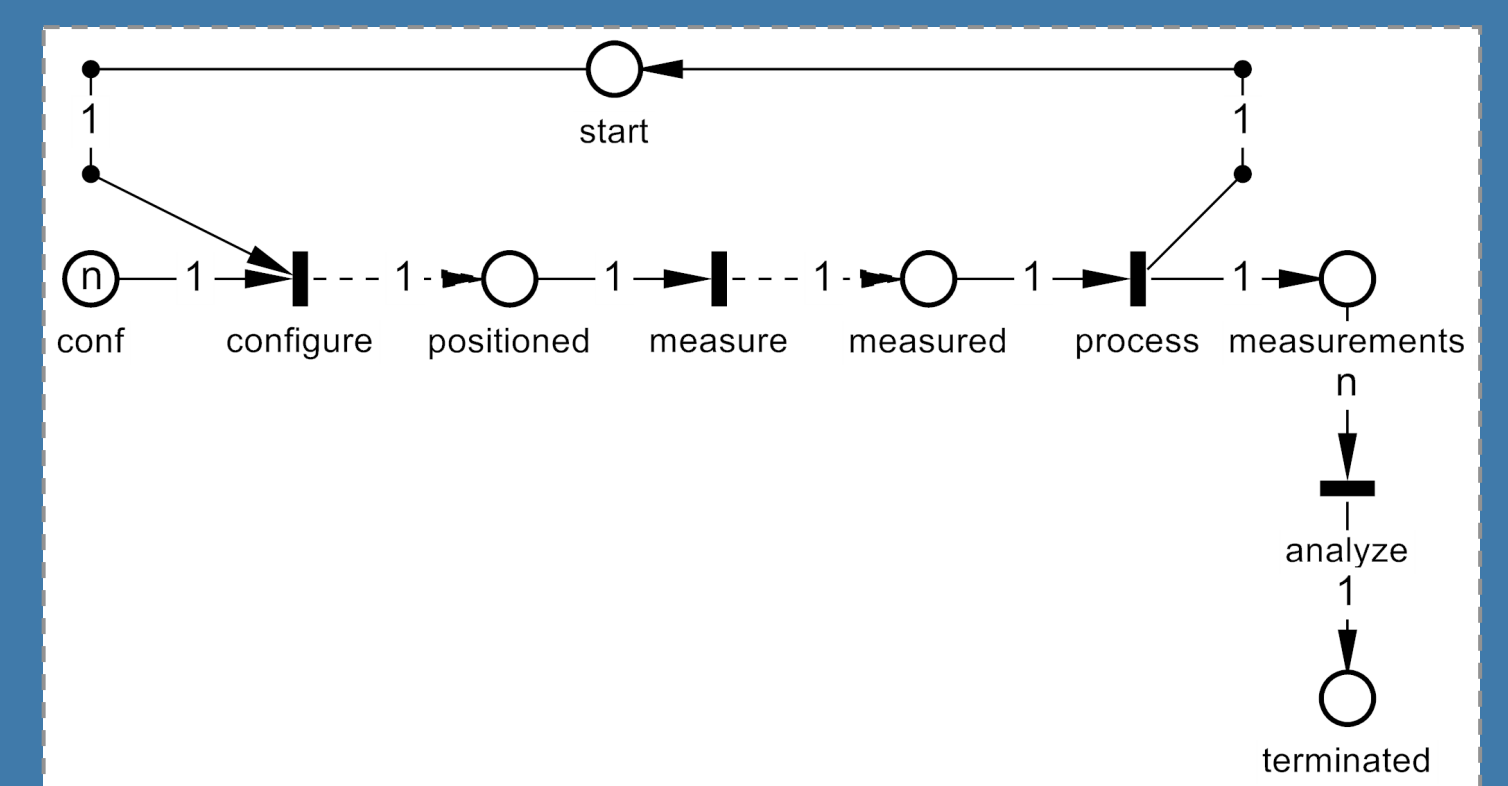 start
1 1
n 1 1 1 1 1 1
conf configure positioned measure measured process measurements
n
analyze
1
terminated